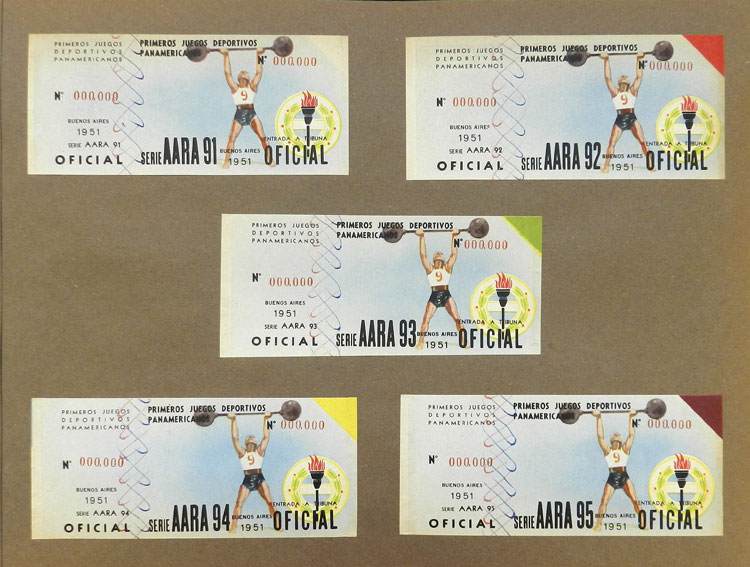 PRIMEROS JUEGOS
DEPORTIVOS
PANAMERICANOS
Nº 000.000
BUENOS AIRES
1951
SERIE AARA 91
OFICIAL
PRIMEROS JUEGOS DEPORTIVOS
PANAMERICANOS
Nº 000.000
9
ENTRADA A TRIBUNA
SERIE AARA 91 BUENOS AIRES 1951 OFICIAL
PRIMEROS JUEGOS
DEPORTIVOS
PANAMERICANOS
Nº 000.000
BUENOS AIRES
1951
SERIE AARA 92
OFICIAL
PRIMEROS JUEGOS DEPORTIVOS
PANAMERICANOS
Nº 000.000
9
ENTRADA A TRIBUNA
SERIE AARA 92 BUENOS AIRES 1951 OFICIAL
PRIMEROS JUEGOS
DEPORTIVOS
PANAMERICANOS
Nº 000.000
BUENOS AIRES
1951
SERIE AARA 93
OFICIAL
PRIMEROS JUEGOS DEPORTIVOS
PANAMERICANOS
Nº 000.000
9
ENTRADA A TRIBUNA
SERIE AARA 93 BUENOS AIRES 1951 OFICIAL
PRIMEROS JUEGOS
DEPORTIVOS
PANAMERICANOS
Nº 000.000
BUENOS AIRES
1951
SERIE AARA 94
OFICIAL
PRIMEROS JUEGOS DEPORTIVOS
PANAMERICANOS
Nº 000.000
9
ENTRADA A TRIBUNA
SERIE AARA 94 BUENOS AIRES 1951 OFICIAL
PRIMEROS JUEGOS
DEPORTIVOS
PANAMERICANOS
Nº 000.000
BUENOS AIRES
1951
SERIE AARA 95
OFICIAL
PRIMEROS JUEGOS DEPORTIVOS
PANAMERICANOS
Nº 000.000
9
ENTRADA A TRIBUNA
SERIE AARA 95 BUENOS AIRES 1951 OFICIAL